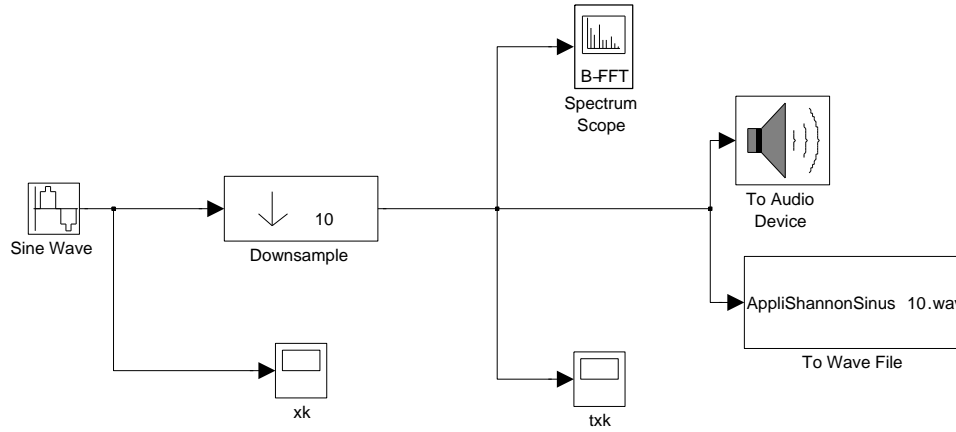 B-FFT
Spectrum
Scope
To Audio
Device
Sine Wave
10
Downsample
AppliShannonSinus 10.wav
To Wave File
xk
txk